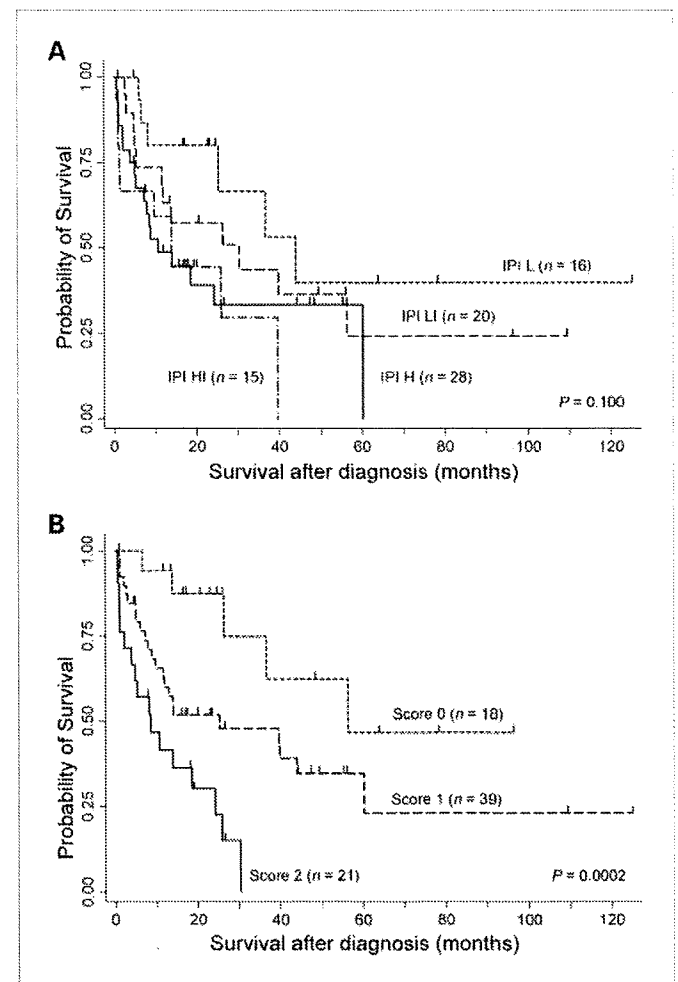 A
1.00
0.75
0.50
0.25
0.00
Probability of Survival
IPI L (n = 16)
IPI LI (n = 20)
IPI HI (n = 15)
IPI H (n = 28)
P = 0.100
0 20 40 60 80 100 120
Survival after diagnosis (months)
B
1.00
0.75
0.50
0.25
0.00
Probability of Survival
Score 0 (n = 18)
Score 1 (n = 39)
Score 2 (n = 21)
P = 0.0002
0 20 40 60 80 100 120
Survival after diagnosis (months)